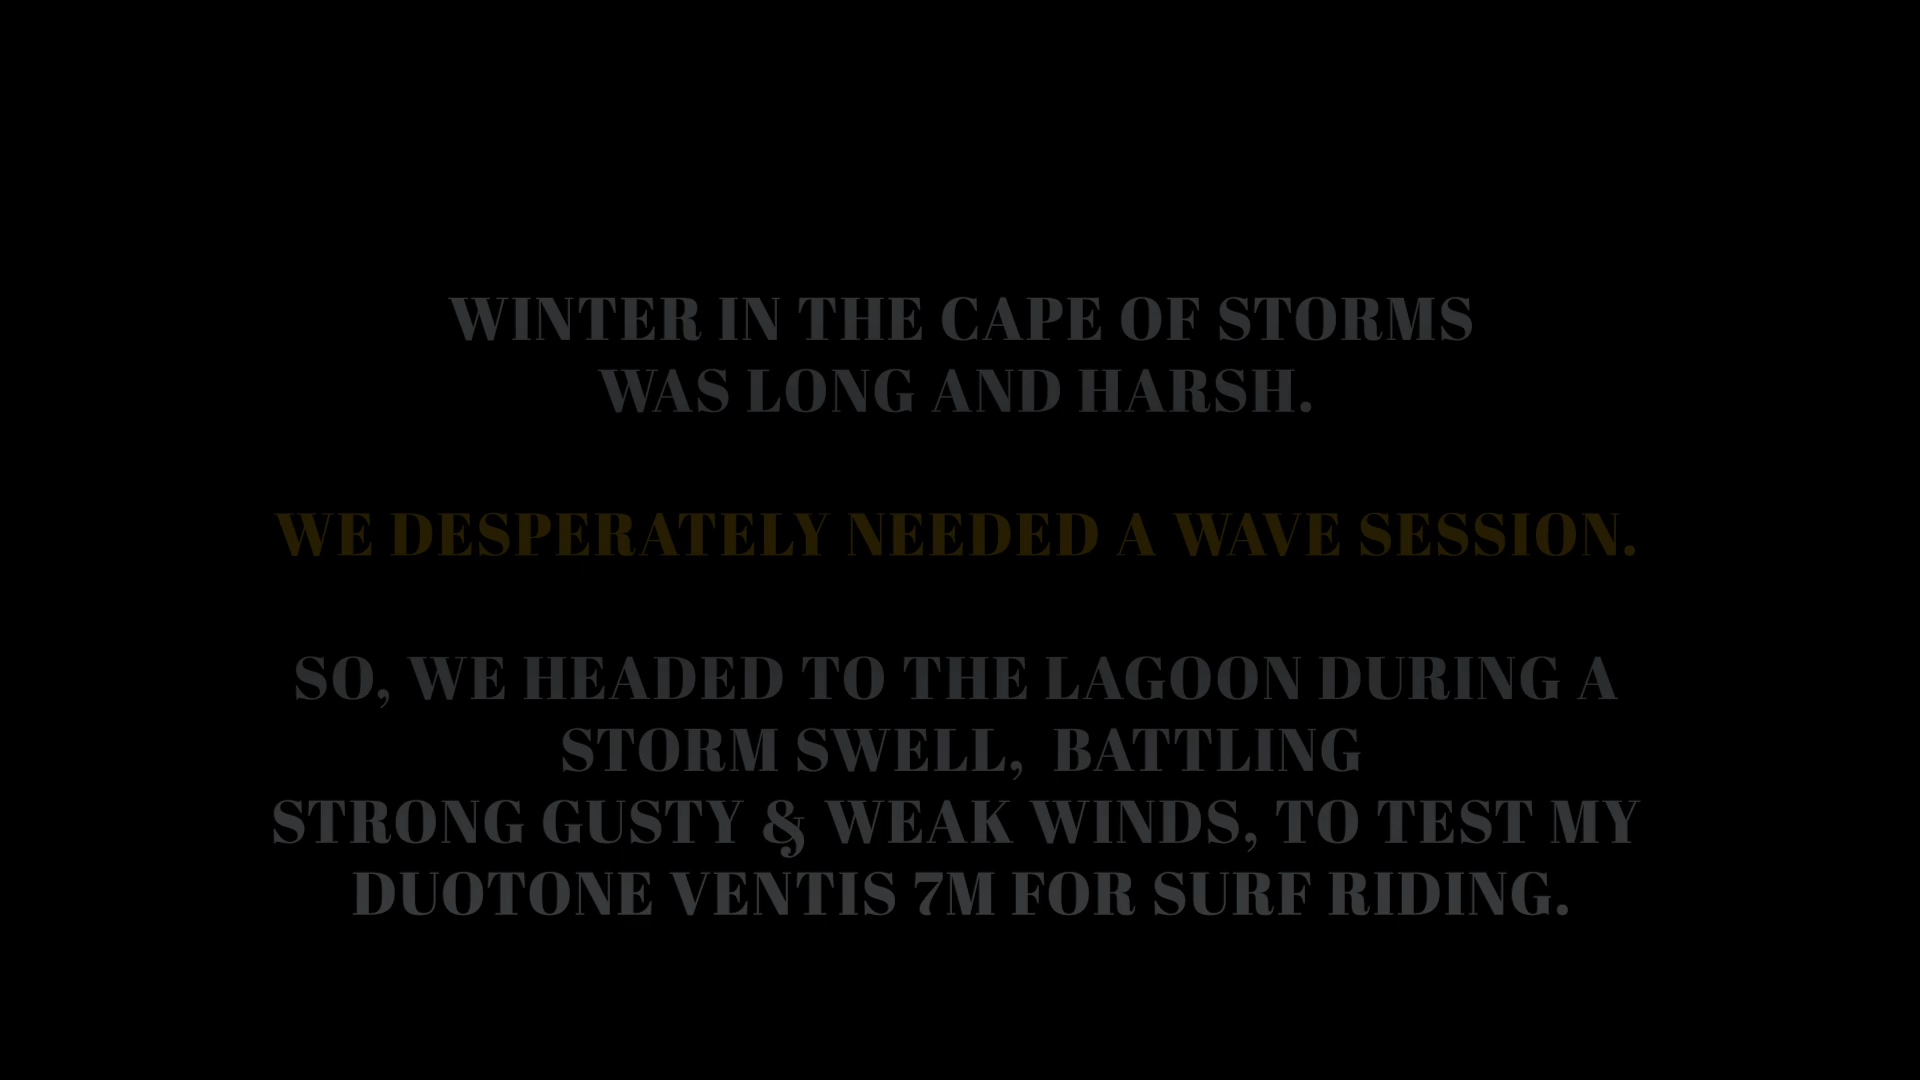 WINTER IN THE CAPE OF STORMS
WAS LONG AND HARSH.
WE DESPERATELY NEEDED A WAVE SESSION.
SO, WE HEADED TO THE LAGOON DURING A
STORM SWELL,  BATTLING
STRONG GUSTY & WEAK WINDS, TO TEST MY
DUOTONE VENTIS 7M FOR SURF RIDING.